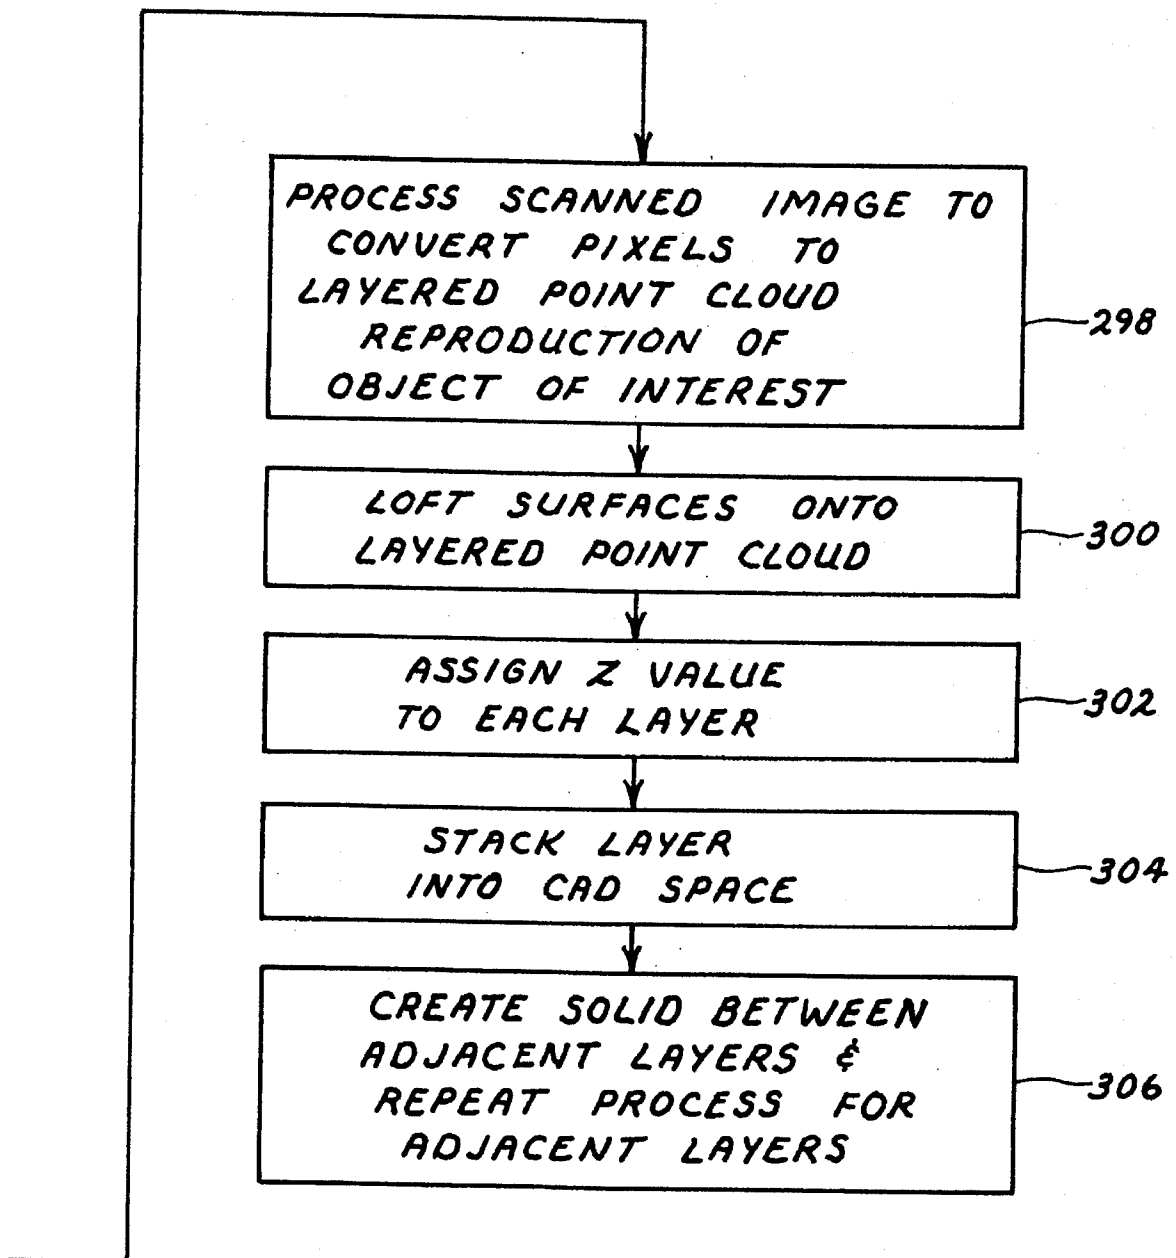 PROCESS SCANNED IMAGE TO
CONVERT PIXELS TO
LAYERED POINT CLOUD
REPRODUCTION OF
OBJECT OF INTEREST
298
LOFT SURFACES ONTO
LAYERED POINT CLOUD
300
ASSIGN Z VALUE
TO EACH LAYER
302
STACK LAYER
INTO CAD SPACE
304
CREATE SOLID BETWEEN
ADJACENT LAYERS &
REPEAT PROCESS FOR
ADJACENT LAYERS
306